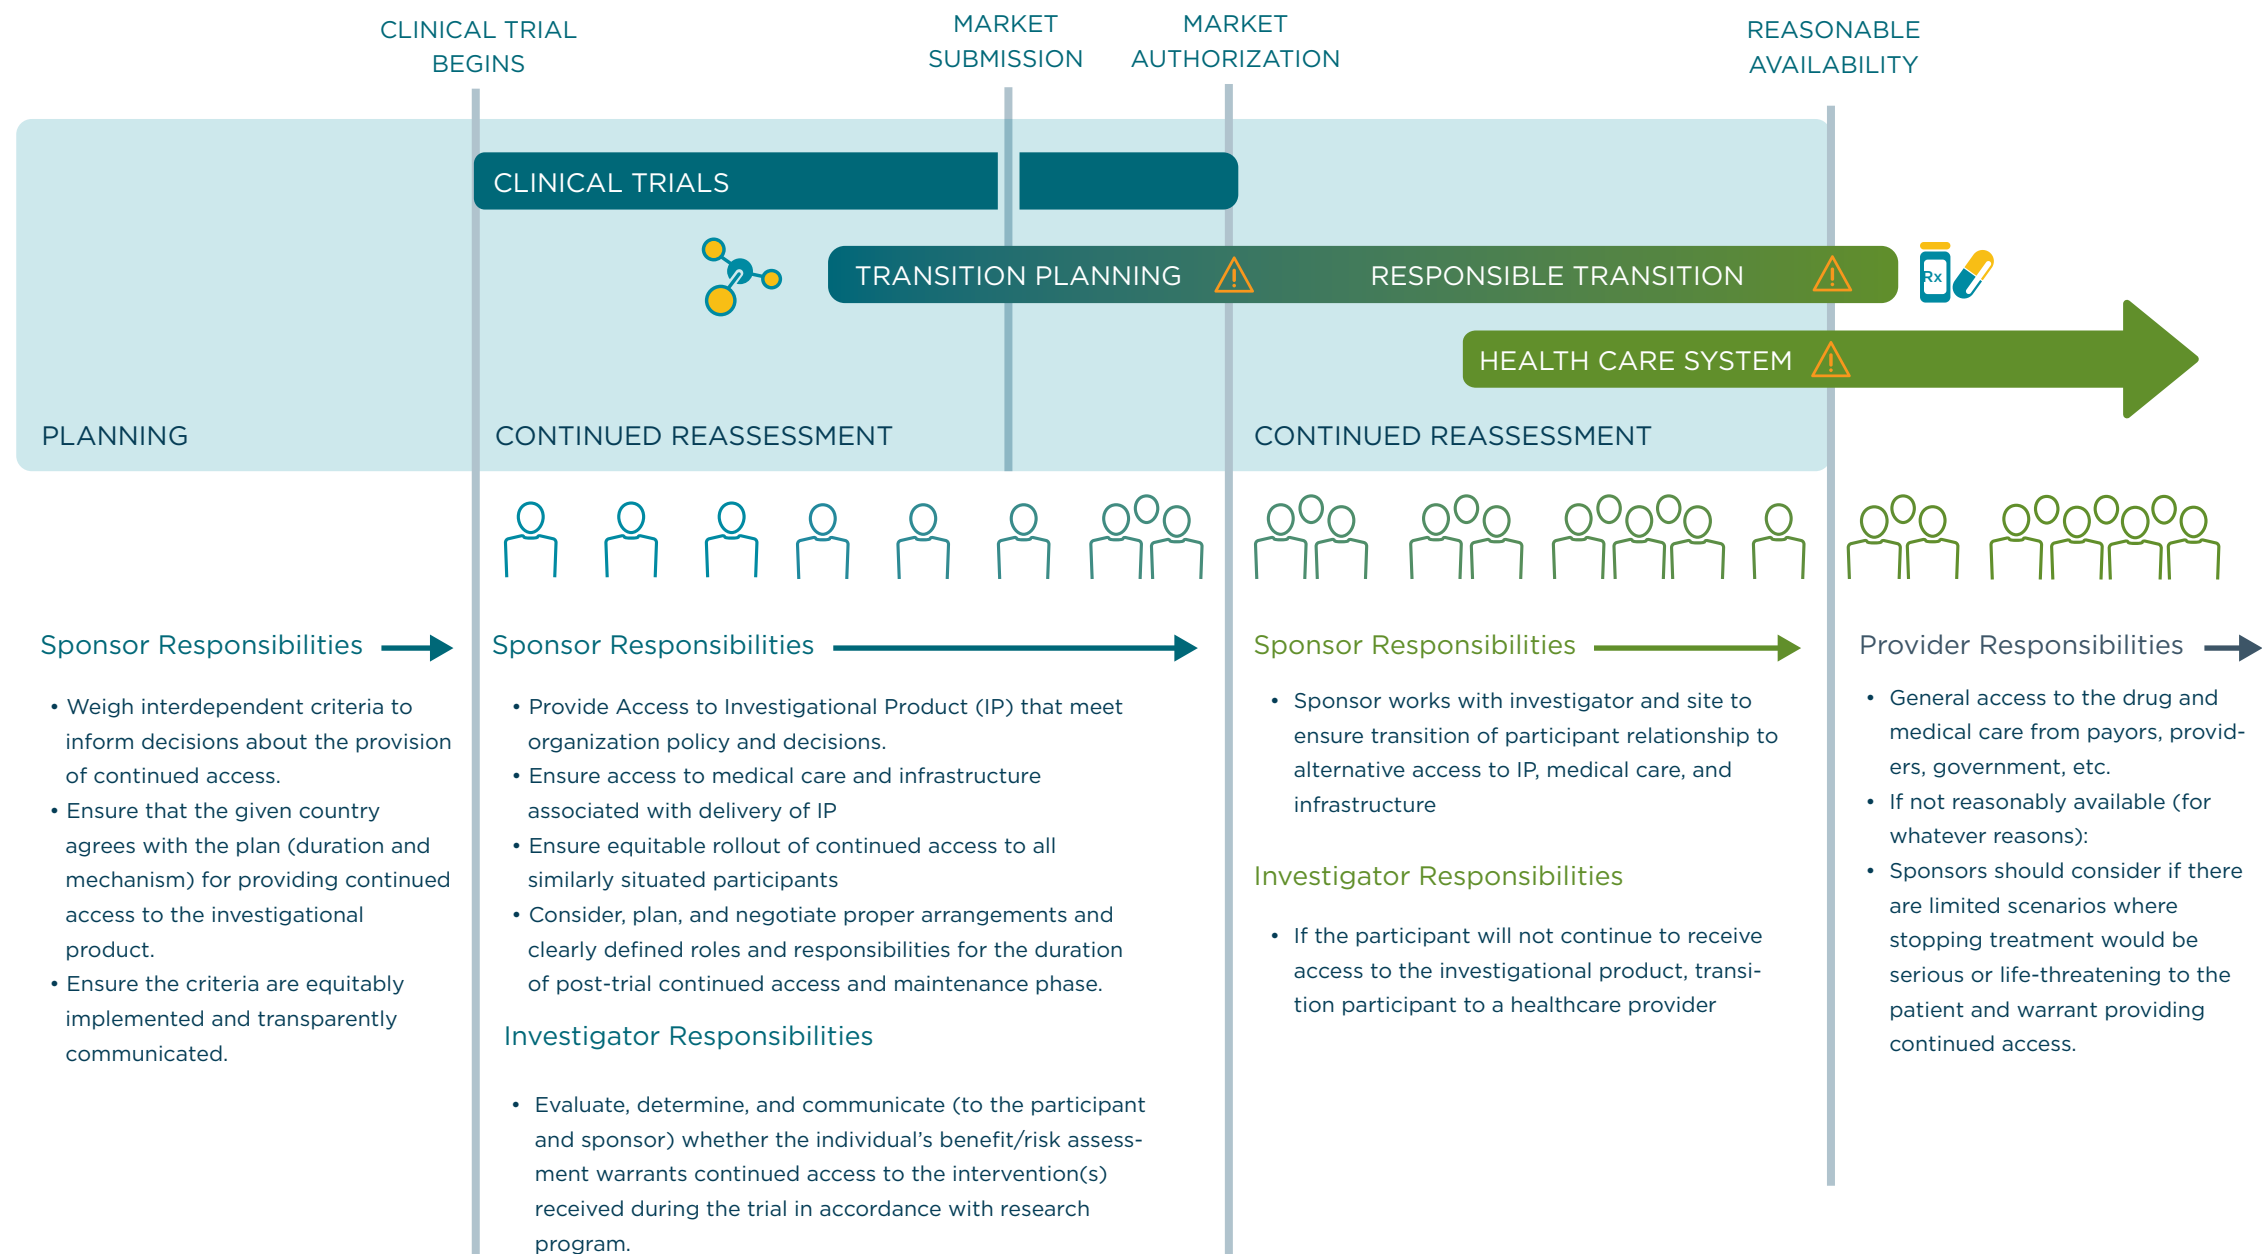 CLINICAL TRIAL
BEGINS
MARKET
SUBMISSION
MARKET
AUTHORIZATION
REASONABLE
AVAILABILITY
CLINICAL TRIALS
TRANSITION PLANNING
RESPONSIBLE TRANSITION
Rx
HEALTH CARE SYSTEM
PLANNING
CONTINUED REASSESSMENT
CONTINUED REASSESSMENT
Sponsor Responsibilities
• Weigh interdependent criteria to
inform decisions about the provision
of continued access.
• Ensure that the given country
agrees with the plan (duration and
mechanism) for providing continued
access to the investigational
product.
• Ensure the criteria are equitably
implemented and transparently
communicated.
Sponsor Responsibilities
• Provide Access to Investigational Product (IP) that meet
organization policy and decisions.
• Ensure access to medical care and infrastructure
associated with delivery of IP
• Ensure equitable rollout of continued access to all
similarly situated participants
• Consider, plan, and negotiate proper arrangements and
clearly defined roles and responsibilities for the duration
of post-trial continued access and maintenance phase.
Investigator Responsibilities
• Evaluate, determine, and communicate (to the participant
and sponsor) whether the individual's benefit/risk assess-
ment warrants continued access to the intervention(s)
received during the trial in accordance with research
program.
Sponsor Responsibilities
• Sponsor works with investigator and site to
ensure transition of participant relationship to
alternative access to IP, medical care, and
infrastructure
Investigator Responsibilities
• If the participant will not continue to receive
access to the investigational product, transi-
tion participant to a healthcare provider
Provider Responsibilities
• General access to the drug and
medical care from payors, provid-
ers, government, etc.
• If not reasonably available (for
whatever reasons):
• Sponsors should consider if there
are limited scenarios where
stopping treatment would be
serious or life-threatening to the
patient and warrant providing
continued access.